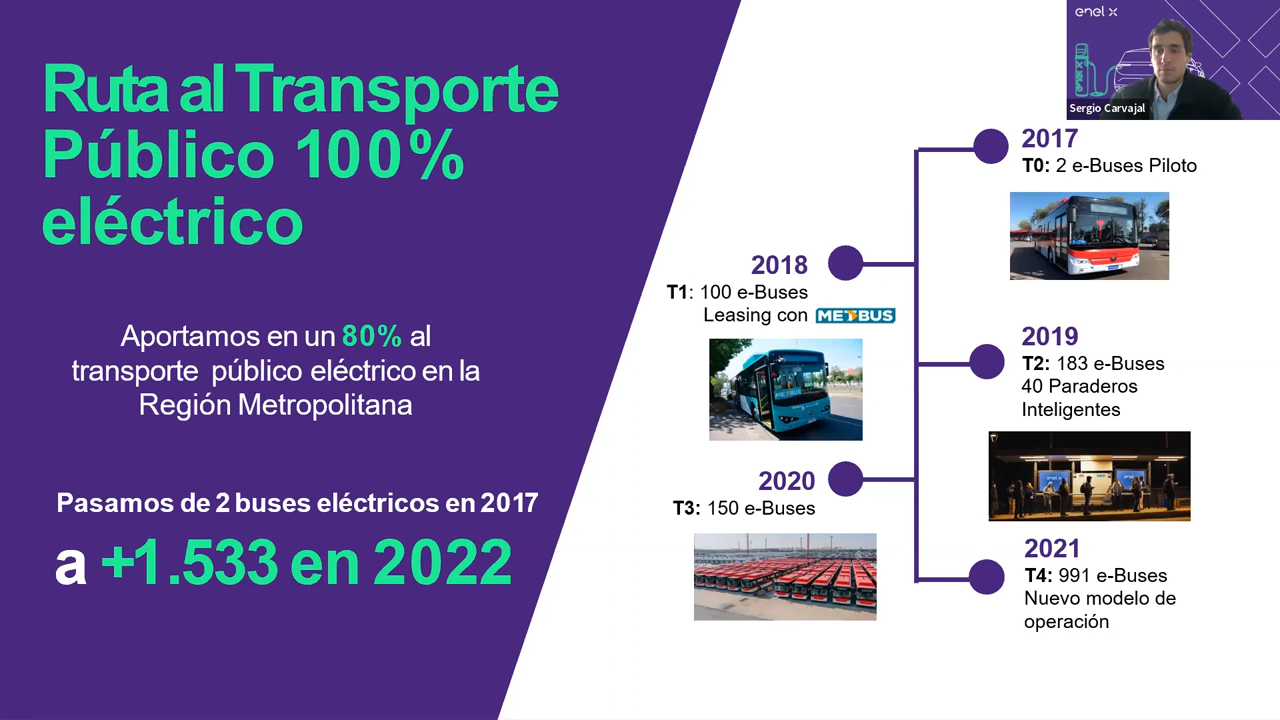 Ruta al Transporte
Público 100%
eléctrico
Aportamos en un 80% al
transporte público eléctrico en la
Región Metropolitana
Pasamos de 2 buses eléctricos en 2017
a +1.533 en 2022
enel x
enel x
Sergio Carvajal
2017
T0: 2 e-Buses Piloto
2018
T1: 100 e-Buses
Leasing con METBUS
METBUS
2019
T2: 183 e-Buses
40 Paraderos
Inteligentes
enel x
2020
T3: 150 e-Buses
2021
T4: 991 e-Buses
Nuevo modelo de
operación